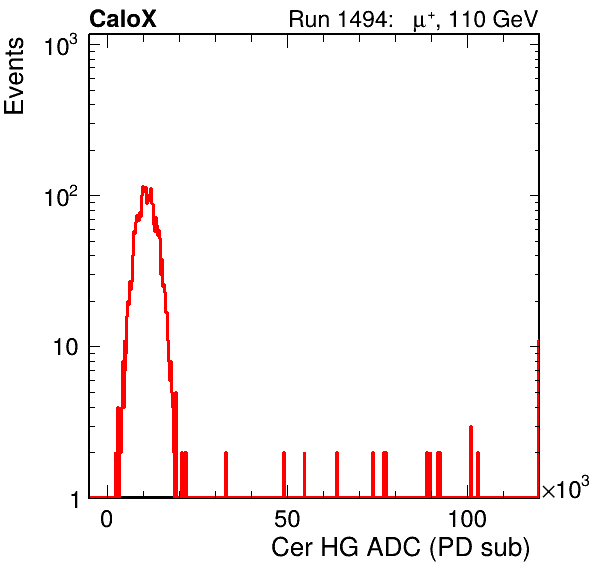 CaloX Run 1494: μ⁺, 110 GeV
Events
10³
10²
10
1
0 50 100 ×10³
Cer HG ADC (PD sub)